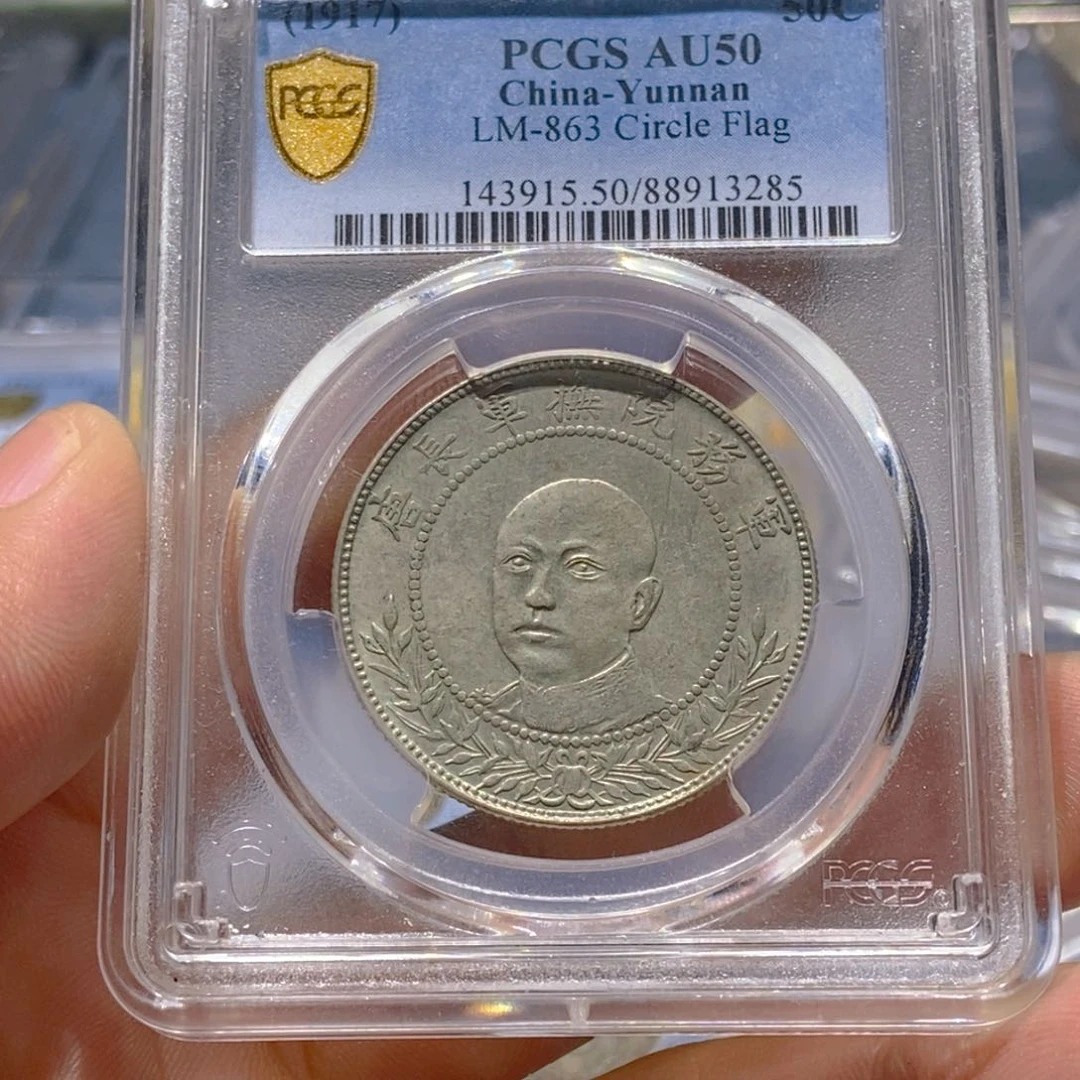 (1917) 50C
PCGS AU50
China-Yunnan
LM-863 Circle Flag
143915.50/88913285
PCGS
軍務院撫軍長唐
PCGS